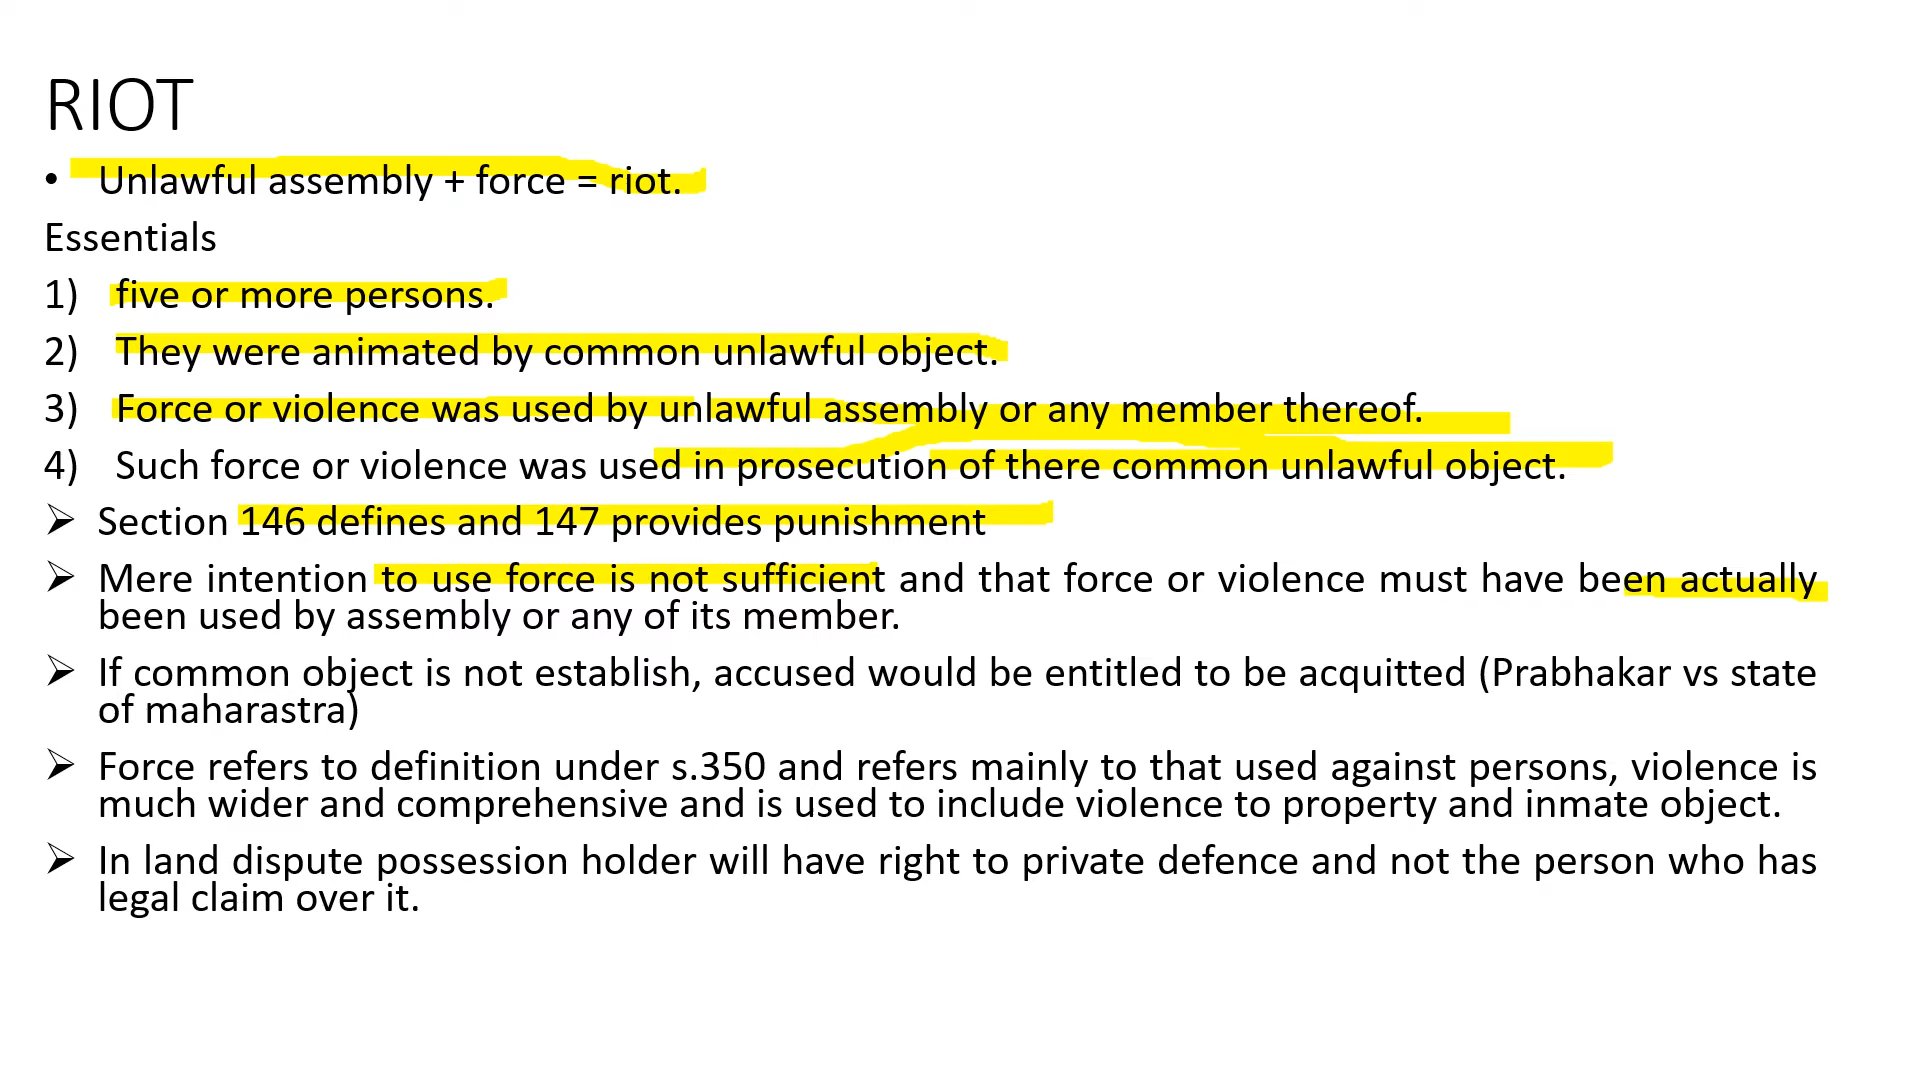 RIOT
• Unlawful assembly + force = riot.
Essentials
1) five or more persons.
2) They were animated by common unlawful object.
3) Force or violence was used by unlawful assembly or any member thereof.
4) Such force or violence was used in prosecution of there common unlawful object.
➢ Section 146 defines and 147 provides punishment
➢ Mere intention to use force is not sufficient and that force or violence must have been actually
been used by assembly or any of its member.
➢ If common object is not establish, accused would be entitled to be acquitted (Prabhakar vs state
of maharastra)
➢ Force refers to definition under s.350 and refers mainly to that used against persons, violence is
much wider and comprehensive and is used to include violence to property and inmate object.
➢ In land dispute possession holder will have right to private defence and not the person who has
legal claim over it.